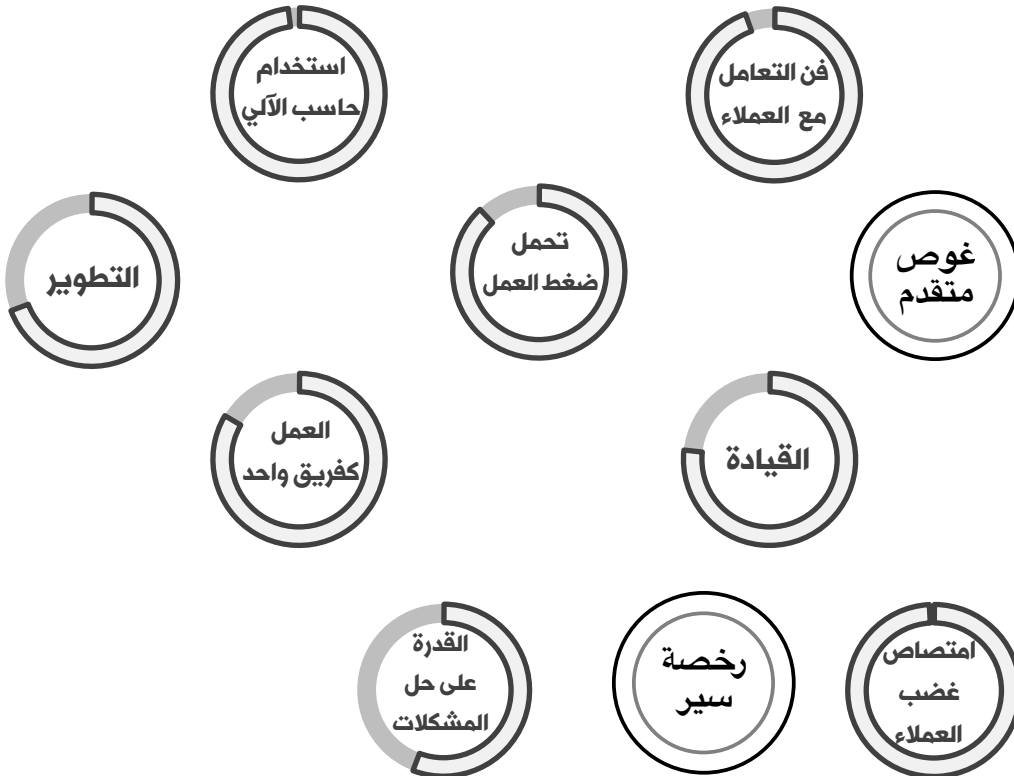 فن التعامل
مع العملاء
استخدام
حاسب الآلي
غوص
متقدم
تحمل
ضغط العمل
التطوير
القيادة
العمل
كفريق واحد
امتصاص
غضب
العملاء
رخصة
سير
القدرة
على حل
المشكلات